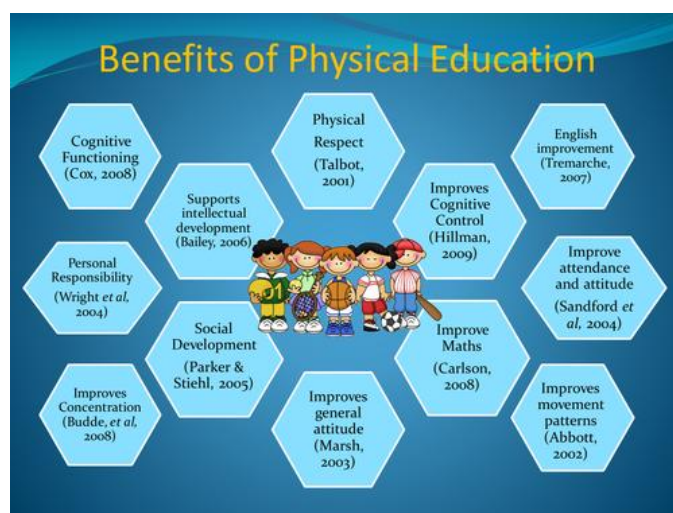 Benefits of Physical Education
Cognitive
Functioning
(Cox, 2008)
Physical
Respect
(Talbot,
2001)
English
improvement
(Tremarche,
2007)
Supports
intellectual
development
(Bailey, 2006)
Improves
Cognitive
Control
(Hillman,
2009)
Personal
Responsibility
(Wright et al,
2004)
Improve
attendance
and attitude
(Sandford et
al, 2004)
Social
Development
(Parker &
Stiehl, 2005)
Improve
Maths
(Carlson,
2008)
Improves
Concentration
(Budde, et al,
2008)
Improves
general
attitude
(Marsh,
2003)
Improves
movement
patterns
(Abbott,
2002)